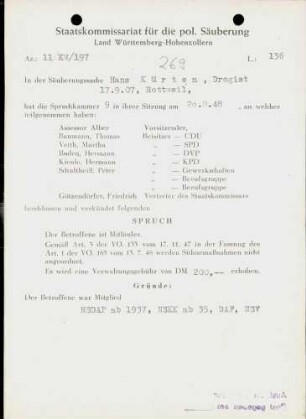 Staatskommissariat für die pol. Säuberung
Land Württemberg-Hohenzollern
Az: 11 XV/197
269
L: 136
In der Säuberungssache Hans Kürten, Drogist
17.9.07, Rottweil,
hat die Spruchkammer 9 in ihrer Sitzung am 20.9.48, an welcher
teilgenommen haben:
Assessor Alber Vorsitzender,
Baumann, Thomas Beisitzer — CDU
Veith, Martha „ — SPD
Buden, Hermann „ — DVP
Kienle, Hermann „ — KPD
Schultheiß, Peter „ — Gewerkschaften
„ — Berufsgruppe
„ — Berufsgruppe
Götzendörfer, Friedrich Vertreter des Staatskommissars
beschlossen und verkündet folgenden
SPRUCH
Der Betroffene ist Mitläufer.
Gemäß Art. 3 der VO. 133 vom 17. 11. 47 in der Fassung des
Art. 1 der VO. 165 vom 13. 7. 48 werden Sühnemaßnahmen nicht
angeordnet.
Es wird eine Verwaltungsgebühr von DM 200,— erhoben.
Gründe:
Der Betroffene war Mitglied
NSDAP ab 1937, NSKK ab 35, DAF, NSV